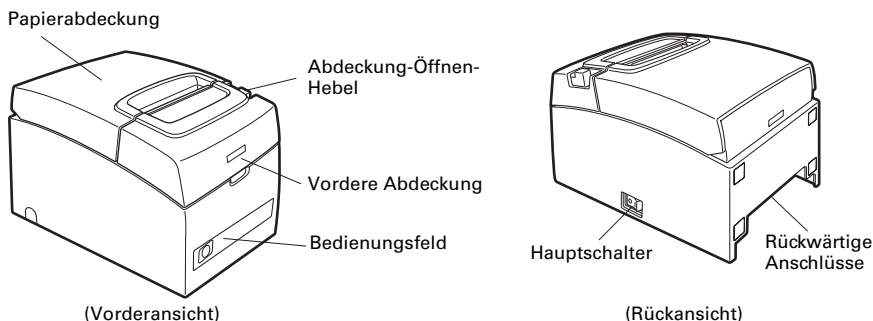 Papierabdeckung
Abdeckung-Öffnen-
Hebel
Vordere Abdeckung
Bedienungsfeld
(Vorderansicht)
Hauptschalter
Rückwärtige
Anschlüsse
(Rückansicht)